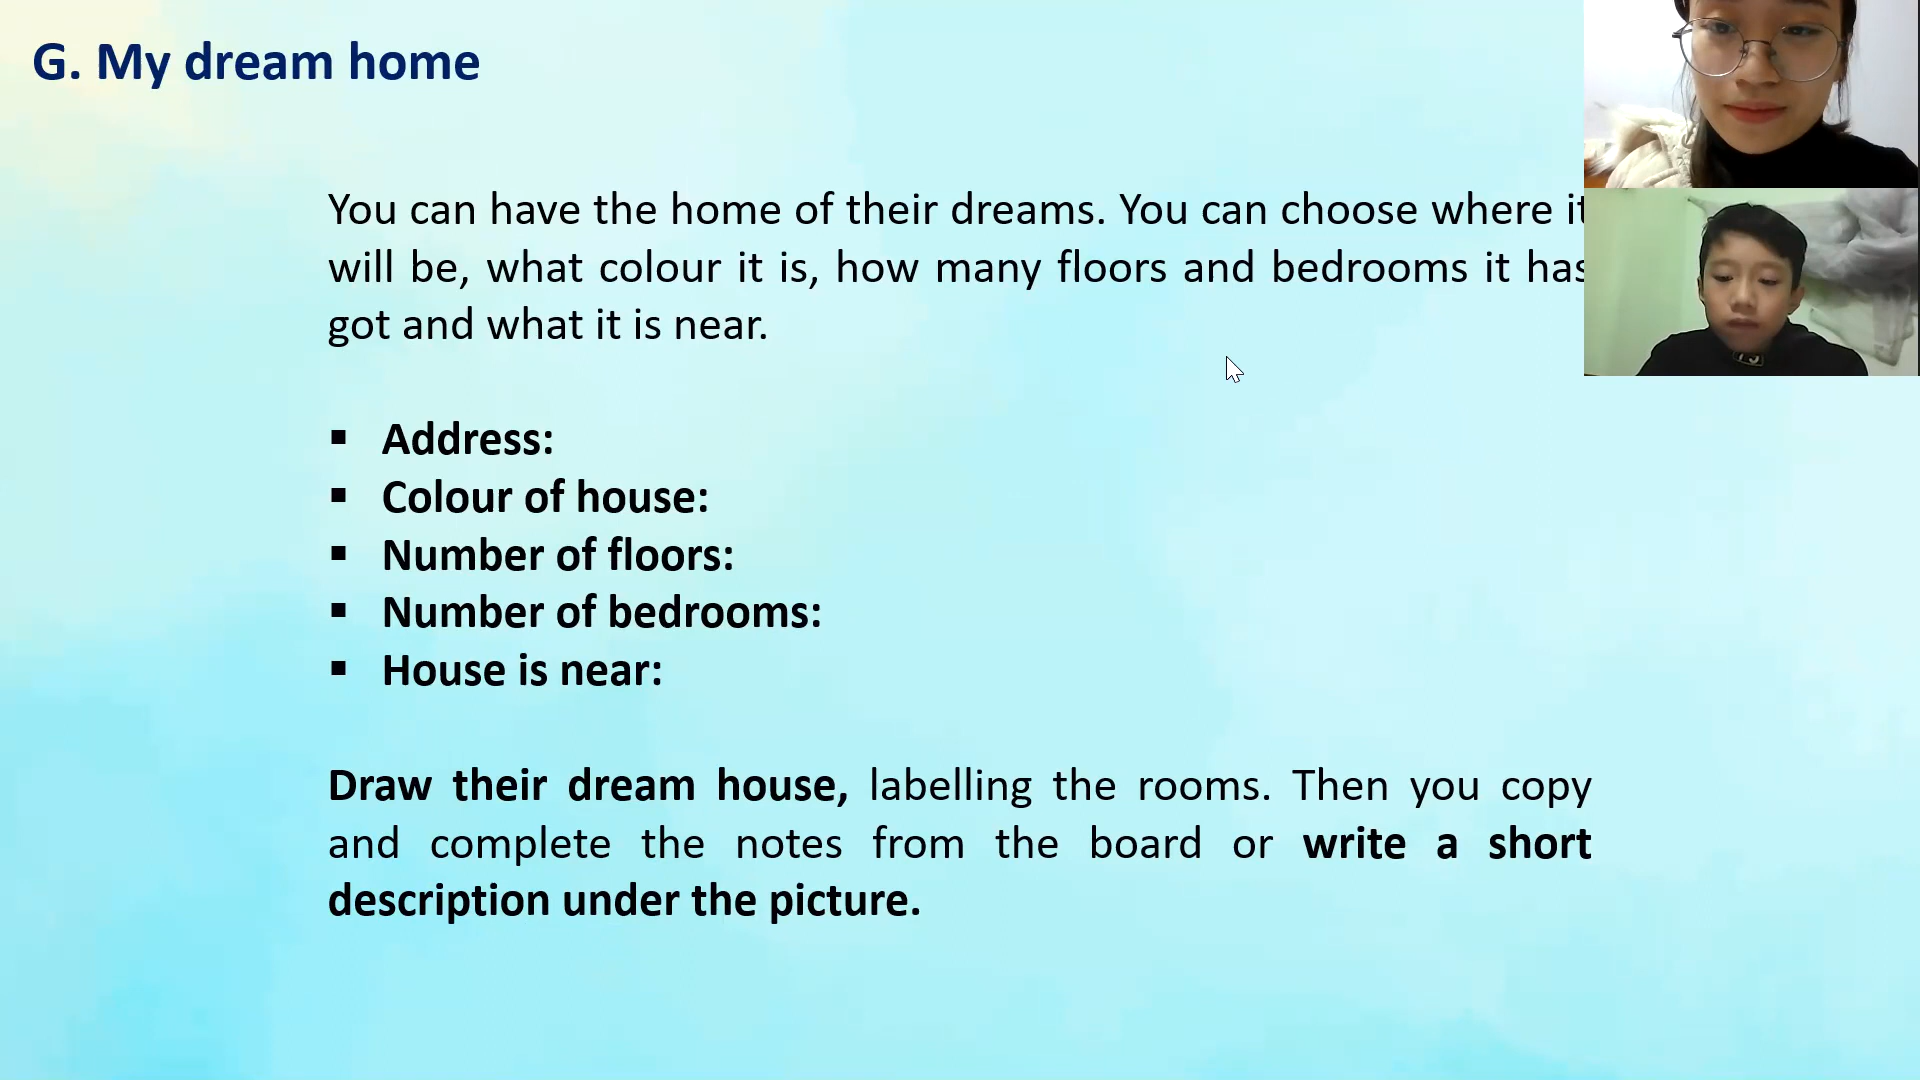 G. My dream home
You can have the home of their dreams. You can choose where it
will be, what colour it is, how many floors and bedrooms it has
got and what it is near.
▪ Address:
▪ Colour of house:
▪ Number of floors:
▪ Number of bedrooms:
▪ House is near:
Draw their dream house, labelling the rooms. Then you copy
and complete the notes from the board or write a short
description under the picture.